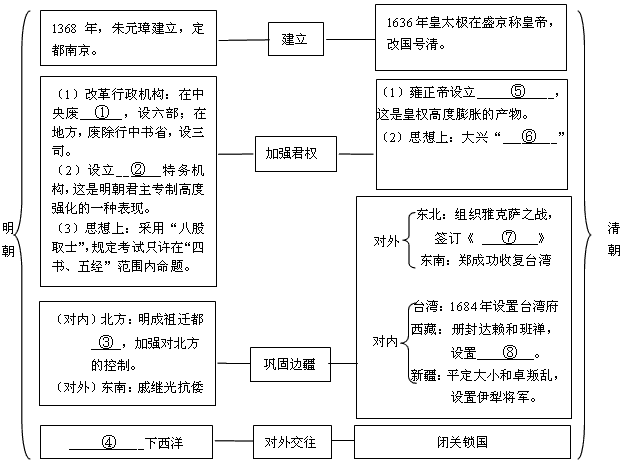 1368 年，朱元璋建立，定
都南京。
建立
1636年皇太极在盛京称皇帝，
改国号清。
明
朝
（1）改革行政机构：在中
央废__①__，设六部；在
地方，废除行中书省，设三
司。
（2）设立__②__特务机
构，这是明朝君主专制高度
强化的一种表现。
（3）思想上：采用“八股
取士”，规定考试只许在“四
书、五经”范围内命题。
加强君权
（1）雍正帝设立____⑤____，
这是皇权高度膨胀的产物。
（2）思想上：大兴“__⑥__”
清
朝
（对内）北方：明成祖迁都
__③__，加强对北方
的控制。
（对外）东南：戚继光抗倭
巩固边疆
对外
东北：组织雅克萨之战，
签订《__⑦__》
东南：郑成功收复台湾
对内
台湾：1684年设置台湾府
西藏：册封达赖和班禅，
设置____⑧__。
新疆：平定大小和卓叛乱，
设置伊犁将军。
____④____下西洋
对外交往
闭关锁国